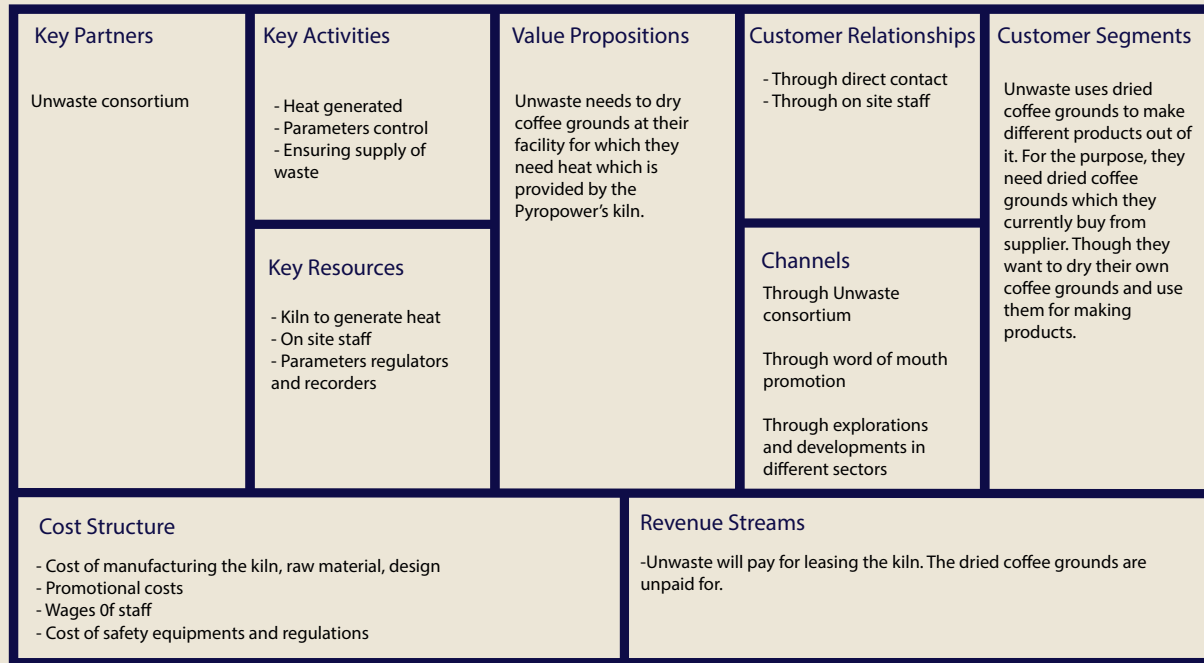 Key Partners
Unwaste consortium
Key Activities
- Heat generated
- Parameters control
- Ensuring supply of
waste
Key Resources
- Kiln to generate heat
- On site staff
- Parameters regulators
and recorders
Value Propositions
Unwaste needs to dry
coffee grounds at their
facility for which they
need heat which is
provided by the
Pyropower’s kiln.
Customer Relationships
- Through direct contact
- Through on site staff
Channels
Through Unwaste
consortium
Through word of mouth
promotion
Through explorations
and developments in
different sectors
Customer Segments
Unwaste uses dried
coffee grounds to make
different products out of
it. For the purpose, they
need dried coffee
grounds which they
currently buy from
supplier. Though they
want to dry their own
coffee grounds and use
them for making
products.
Cost Structure
- Cost of manufacturing the kiln, raw material, design
- Promotional costs
- Wages 0f staff
- Cost of safety equipments and regulations
Revenue Streams
-Unwaste will pay for leasing the kiln. The dried coffee grounds are
unpaid for.